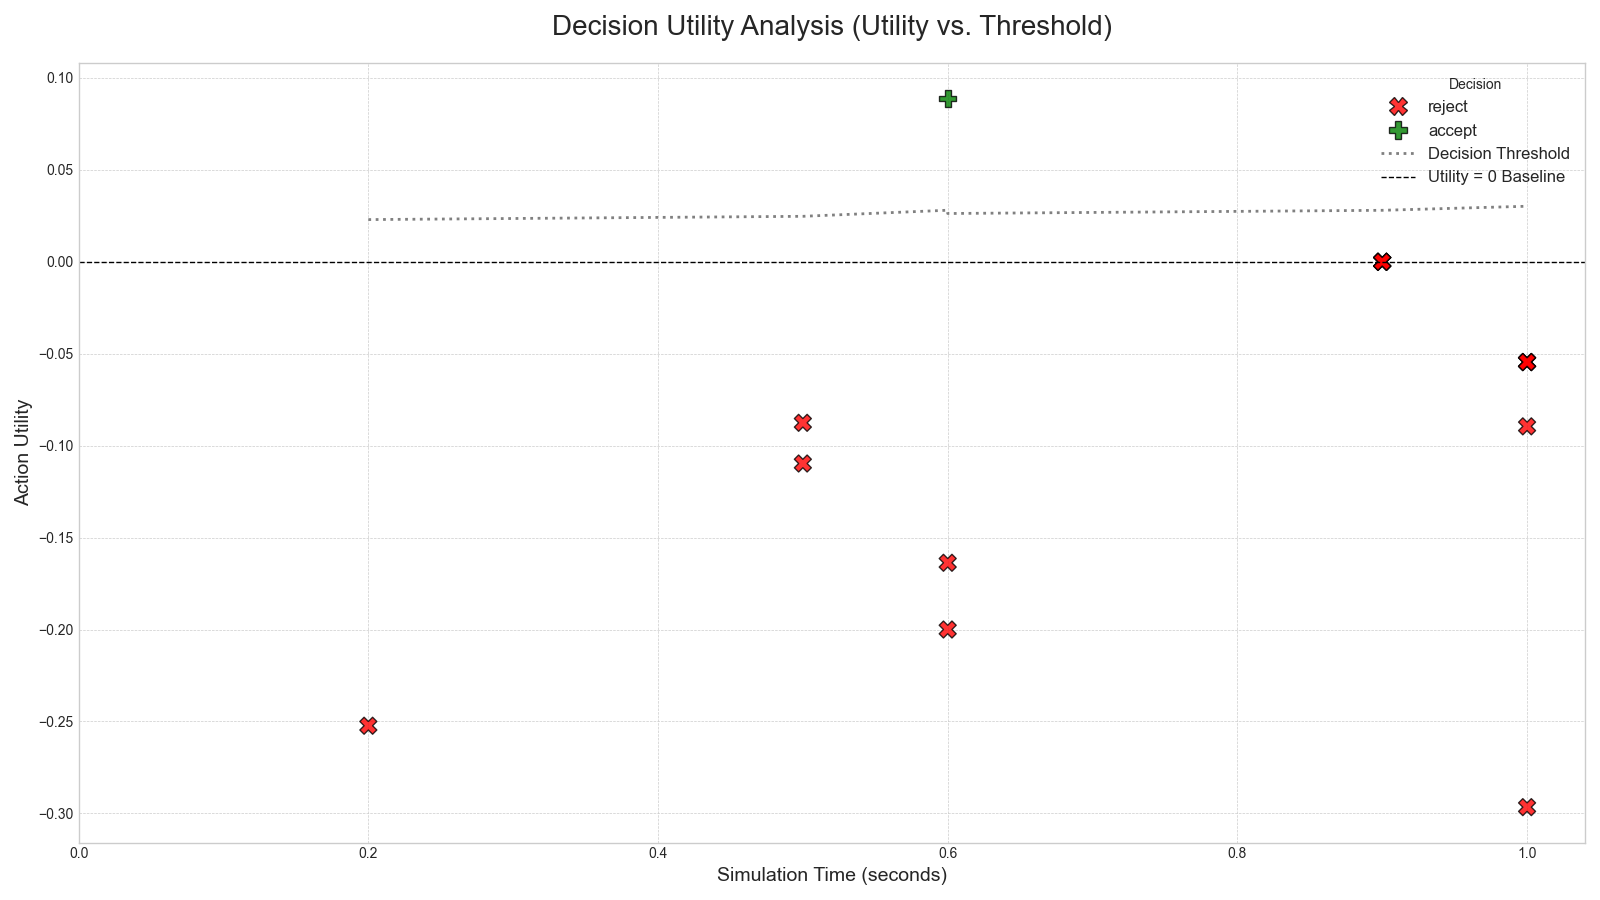 Decision Utility Analysis (Utility vs. Threshold)
Decision
reject
accept
Decision Threshold
Utility = 0 Baseline
Action Utility
0.10
0.05
0.00
−0.05
−0.10
−0.15
−0.20
−0.25
−0.30
0.0 0.2 0.4 0.6 0.8 1.0
Simulation Time (seconds)